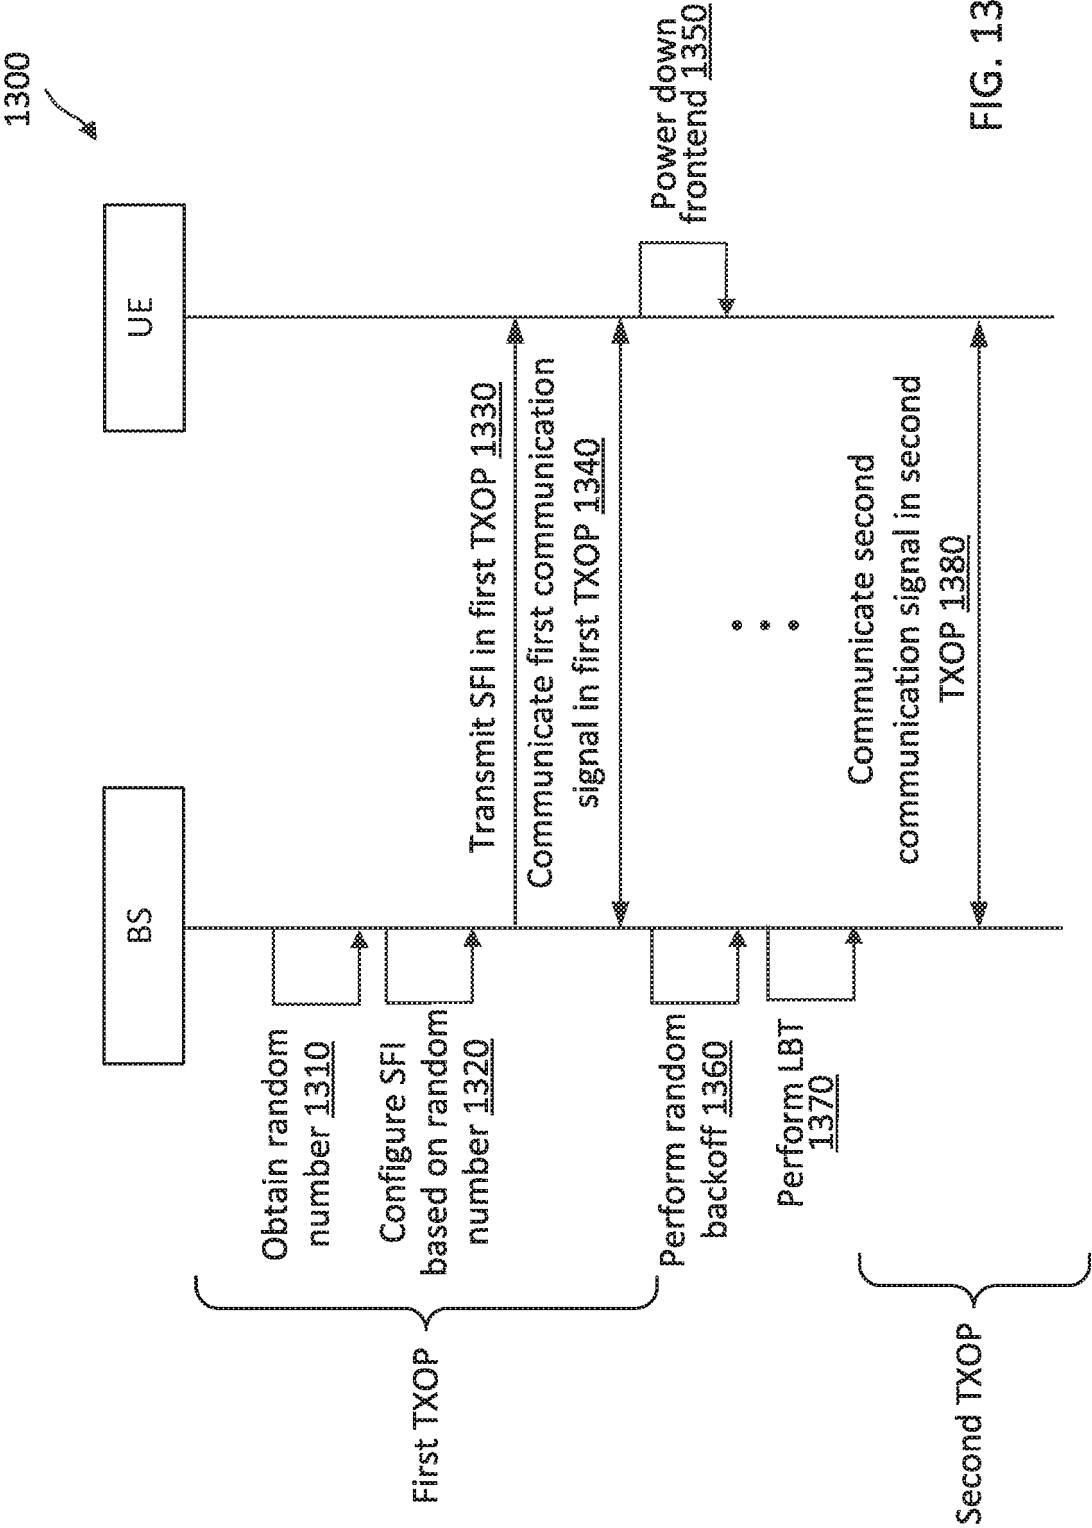 1300
BS
UE
First TXOP
Obtain random
number 1310
Configure SFI
based on random
number 1320
Transmit SFI in first TXOP 1330
Communicate first communication
signal in first TXOP 1340
Power down
frontend 1350
Perform random
backoff 1360
Perform LBT
1370
Second TXOP
Communicate second
communication signal in second
TXOP 1380
FIG. 13